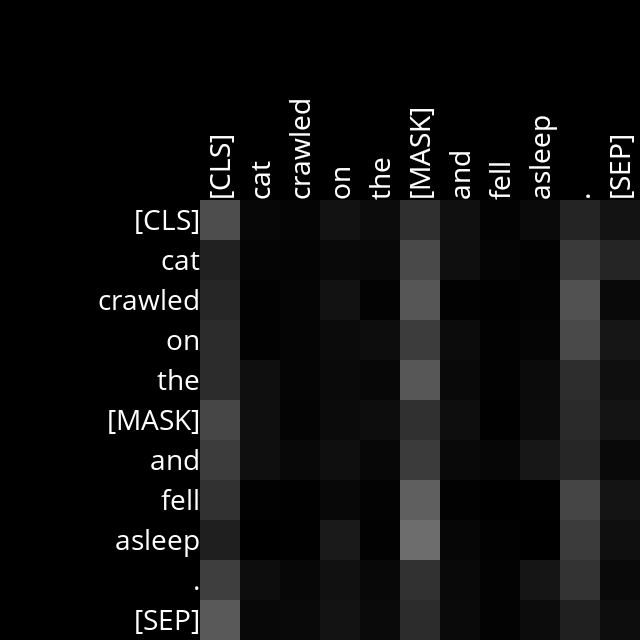 [CLS] cat crawled on the [MASK] and fell asleep . [SEP]
[CLS]
cat
crawled
on
the
[MASK]
and
fell
asleep
.
[SEP]